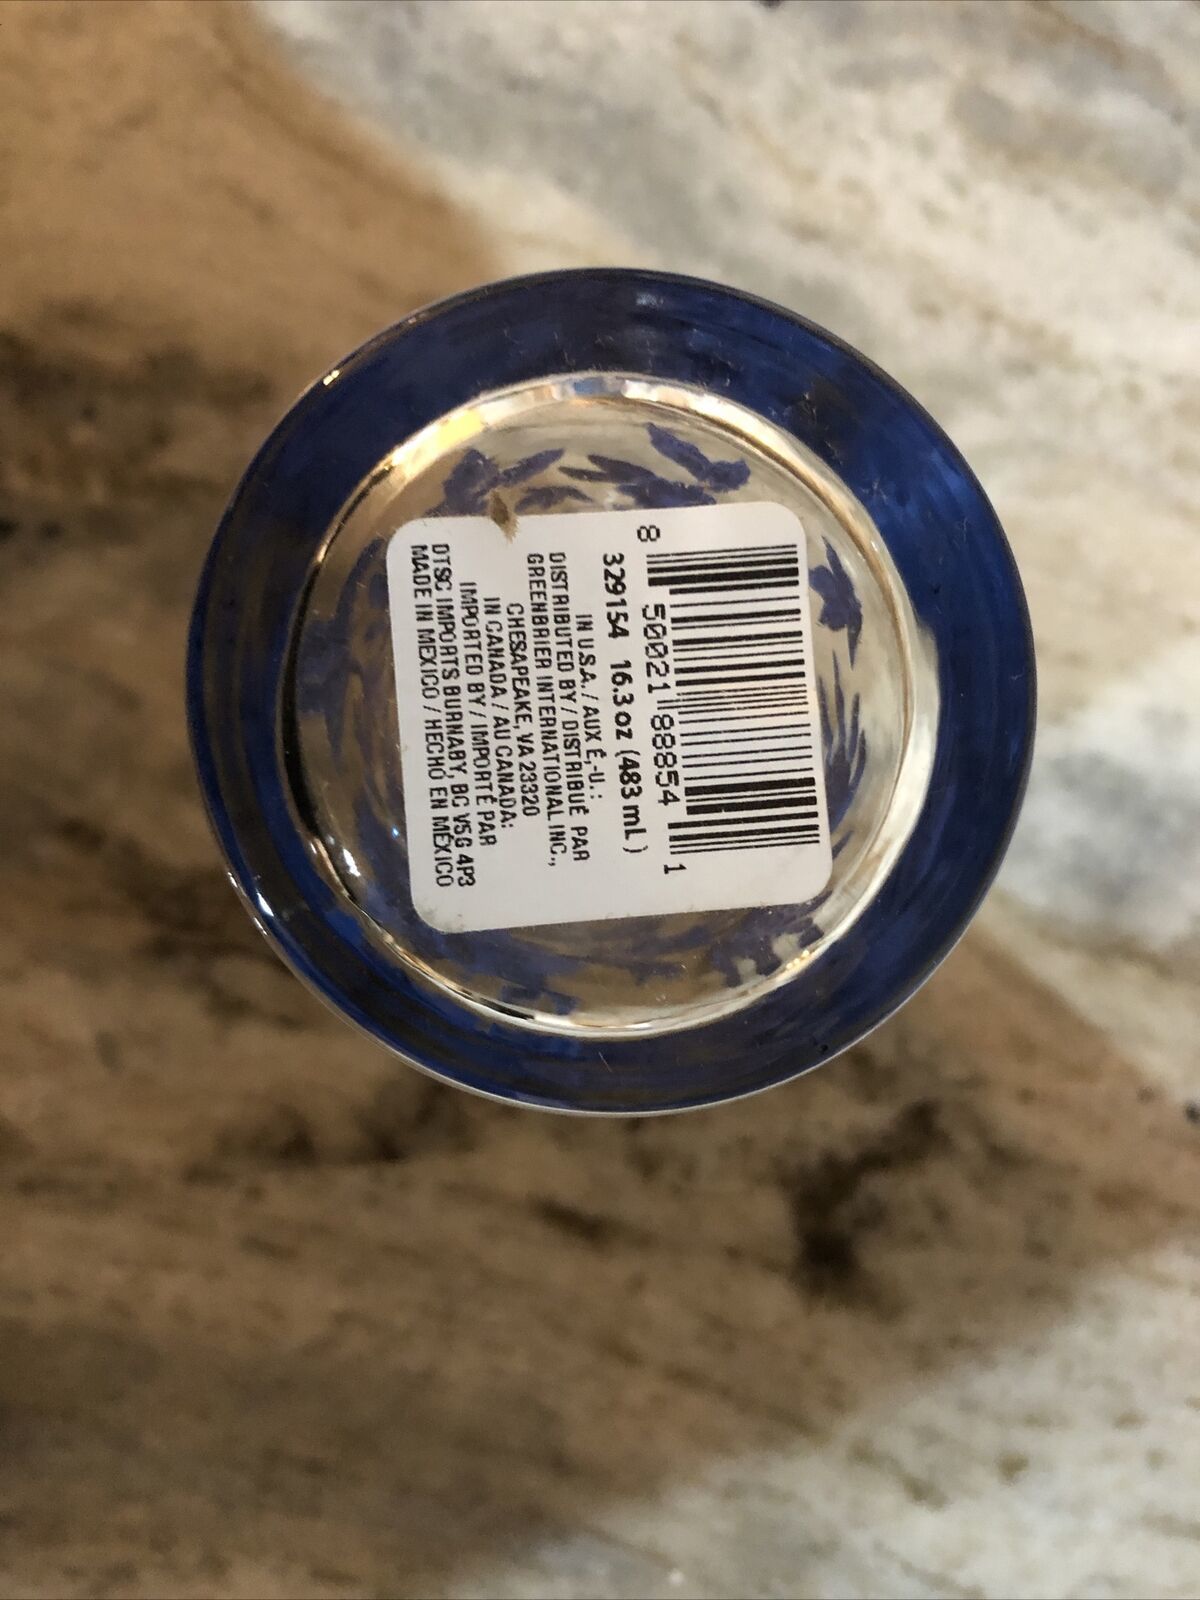 8 50021 88854 1
329154 16.3 oz (483 mL)
IN U.S.A. / AUX É.-U.:
DISTRIBUTED BY / DISTRIBUÉ PAR
GREENBRIER INTERNATIONAL INC.,
CHESAPEAKE, VA 23320
IN CANADA / AU CANADA:
IMPORTED BY / IMPORTÉ PAR
DTSC IMPORTS BURNABY, BC V5G 4P3
MADE IN MEXICO / HECHO EN MÉXICO